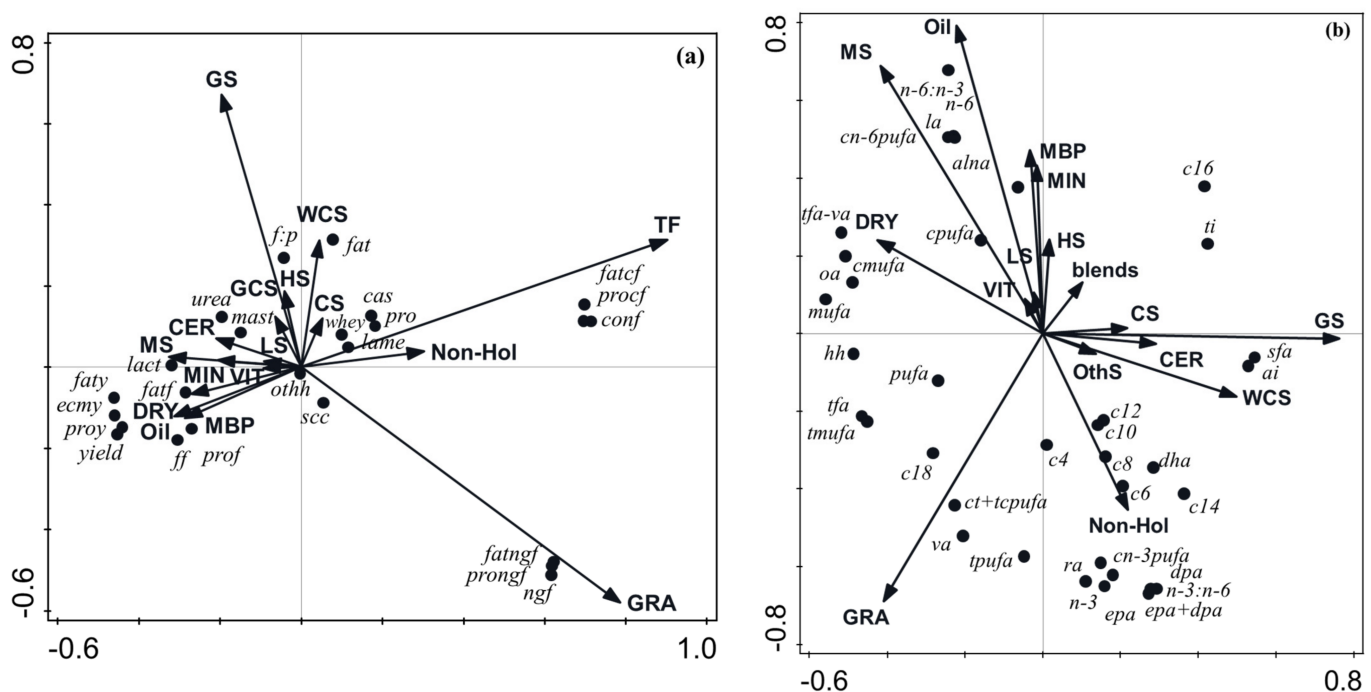 (a)
0.8
GS
WCS
f:p
fat
TF
GCS
HS
fatcf
procf
conf
urea
mast
CS
cas
pro
whey
lame
CER
MS
LS
Non-Hol
lact
MIN
VIT
othh
fatf
faty
ecmy
DRY
scc
proy
Oil
MBP
yield
ff
prof
fatngf
prongf
ngf
GRA
-0.6
-0.6
1.0
(b)
0.8
Oil
MS
n-6:n-3
n-6
la
cn-6pufa
alna
MBP
MIN
c16
tfa-va
DRY
cpufa
HS
ti
LS
oa
cmufa
blends
VIT
mufa
CS
GS
hh
OthS
CER
sfa
ai
pufa
WCS
tfa
tmufa
c12
c10
c4
c8
dha
c18
c6
c14
ct+tcpufa
Non-Hol
va
tpufa
ra
cn-3pufa
dpa
n-3
n-3:n-6
epa
epa+dpa
GRA
-0.8
-0.6
0.8